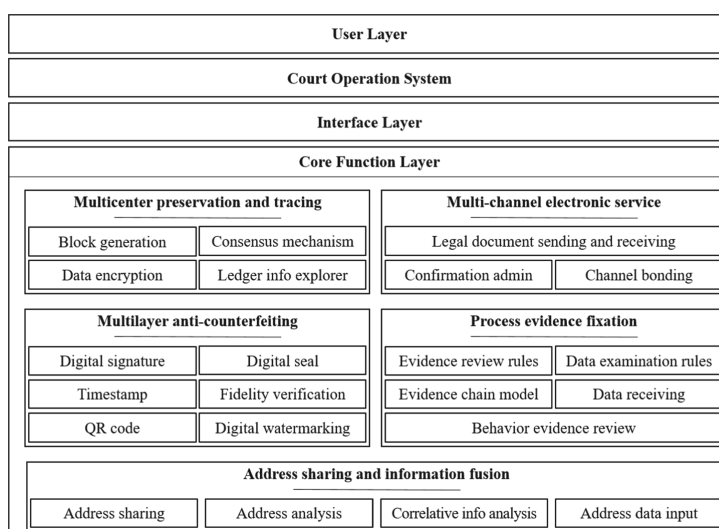 User Layer
Court Operation System
Interface Layer
Core Function Layer
Multicenter preservation and tracing
Multi-channel electronic service
Block generation
Consensus mechanism
Legal document sending and receiving
Data encryption
Ledger info explorer
Confirmation admin
Channel bonding
Multilayer anti-counterfeiting
Process evidence fixation
Digital signature
Digital seal
Evidence review rules
Data examination rules
Timestamp
Fidelity verification
Evidence chain model
Data receiving
QR code
Digital watermarking
Behavior evidence review
Address sharing and information fusion
Address sharing
Address analysis
Correlative info analysis
Address data input